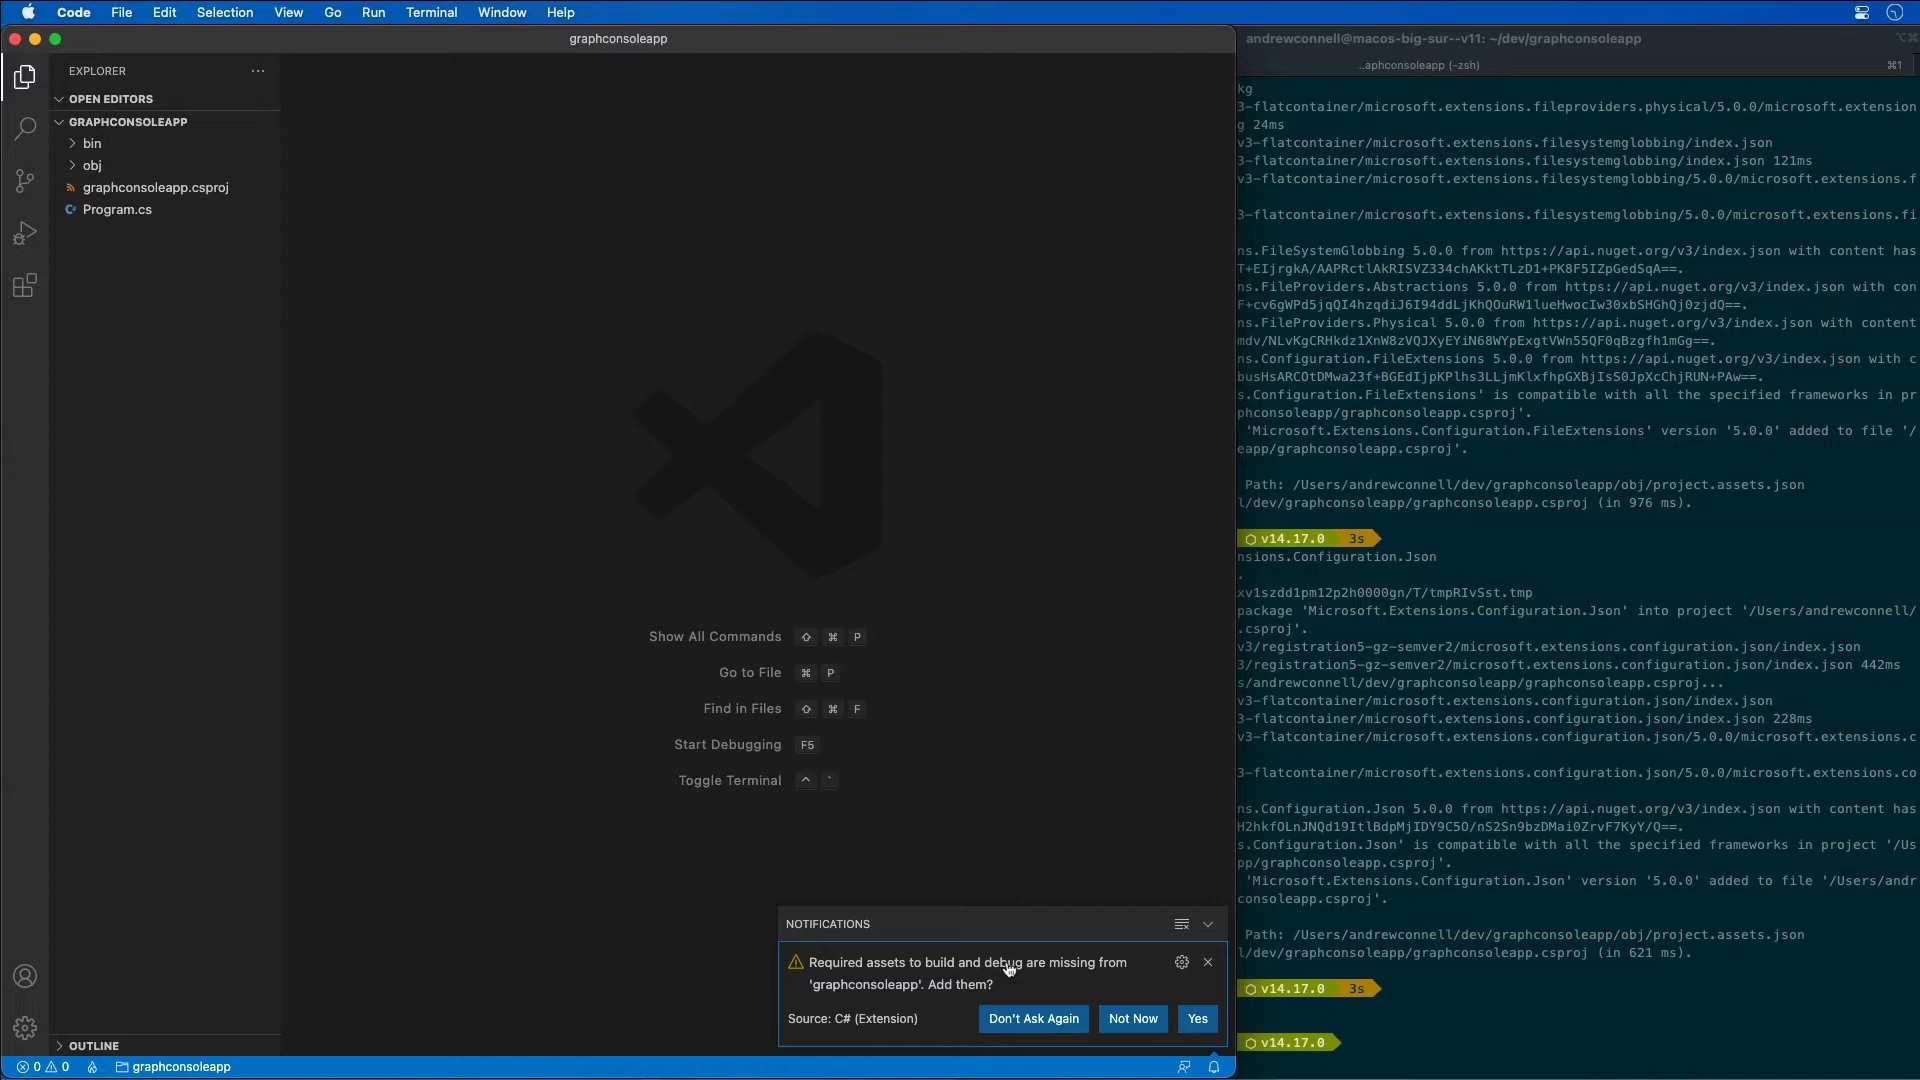 Code File Edit Selection View Go Run Terminal Window Help
graphconsoleapp
EXPLORER
OPEN EDITORS
GRAPHCONSOLEAPP
bin
obj
graphconsoleapp.csproj
Program.cs
Show All Commands ⇧ ⌘ P
Go to File ⌘ P
Find in Files ⇧ ⌘ F
Start Debugging F5
Toggle Terminal ^ `
NOTIFICATIONS
Required assets to build and debug are missing from
'graphconsoleapp'. Add them?
Source: C# (Extension)
Don't Ask Again
Not Now
Yes
OUTLINE
0 0 graphconsoleapp
andrewconnell@macos-big-sur--v11: ~/dev/graphconsoleapp
..aphconsoleapp (-zsh) ⌘1
kg
3-flatcontainer/microsoft.extensions.fileproviders.physical/5.0.0/microsoft.extension
g 24ms
v3-flatcontainer/microsoft.extensions.filesystemglobbing/index.json
3-flatcontainer/microsoft.extensions.filesystemglobbing/index.json 121ms
v3-flatcontainer/microsoft.extensions.filesystemglobbing/5.0.0/microsoft.extensions.f
3-flatcontainer/microsoft.extensions.filesystemglobbing/5.0.0/microsoft.extensions.fi
ns.FileSystemGlobbing 5.0.0 from https://api.nuget.org/v3/index.json with content has
T+EIjrgkA/AAPRctlAkRISVZ334chAKktTLzD1+PK8F5IZpGedSqA==.
ns.FileProviders.Abstractions 5.0.0 from https://api.nuget.org/v3/index.json with con
F+cv6gWPd5jqQI4hzqdiJ6I94ddLjKhQOuRW1lueHwocIw30xbSHGhQj0zjdQ==.
ns.FileProviders.Physical 5.0.0 from https://api.nuget.org/v3/index.json with content
mdv/NLvKgCRHkdz1XnW8zVQJXyEYiN68WYpExgtVWn55QF0qBzgfh1mGg==.
ns.Configuration.FileExtensions 5.0.0 from https://api.nuget.org/v3/index.json with c
busHsARCOtDMwa23f+BGEdIjpKPlhs3LLjmKlxfhpGXBjIsS0JpXcChjRUN+PAw==.
s.Configuration.FileExtensions' is compatible with all the specified frameworks in pr
phconsoleapp/graphconsoleapp.csproj'.
'Microsoft.Extensions.Configuration.FileExtensions' version '5.0.0' added to file '/
eapp/graphconsoleapp.csproj'.
Path: /Users/andrewconnell/dev/graphconsoleapp/obj/project.assets.json
l/dev/graphconsoleapp/graphconsoleapp.csproj (in 976 ms).
v14.17.0 3s
nsions.Configuration.Json
.
xv1szdd1pm12p2h0000gn/T/tmpRIvSst.tmp
package 'Microsoft.Extensions.Configuration.Json' into project '/Users/andrewconnell/
.csproj'.
v3/registration5-gz-semver2/microsoft.extensions.configuration.json/index.json
3/registration5-gz-semver2/microsoft.extensions.configuration.json/index.json 442ms
s/andrewconnell/dev/graphconsoleapp/graphconsoleapp.csproj...
v3-flatcontainer/microsoft.extensions.configuration.json/index.json
3-flatcontainer/microsoft.extensions.configuration.json/index.json 228ms
v3-flatcontainer/microsoft.extensions.configuration.json/5.0.0/microsoft.extensions.c
3-flatcontainer/microsoft.extensions.configuration.json/5.0.0/microsoft.extensions.co
ns.Configuration.Json 5.0.0 from https://api.nuget.org/v3/index.json with content has
H2hkfOLnJNQd19ItlBdpMjIDY9C5O/nS2Sn9bzDMai0ZrvF7KyY/Q==.
s.Configuration.Json' is compatible with all the specified frameworks in project '/Us
pp/graphconsoleapp.csproj'.
'Microsoft.Extensions.Configuration.Json' version '5.0.0' added to file '/Users/andr
consoleapp.csproj'.
Path: /Users/andrewconnell/dev/graphconsoleapp/obj/project.assets.json
l/dev/graphconsoleapp/graphconsoleapp.csproj (in 621 ms).
v14.17.0 3s
v14.17.0